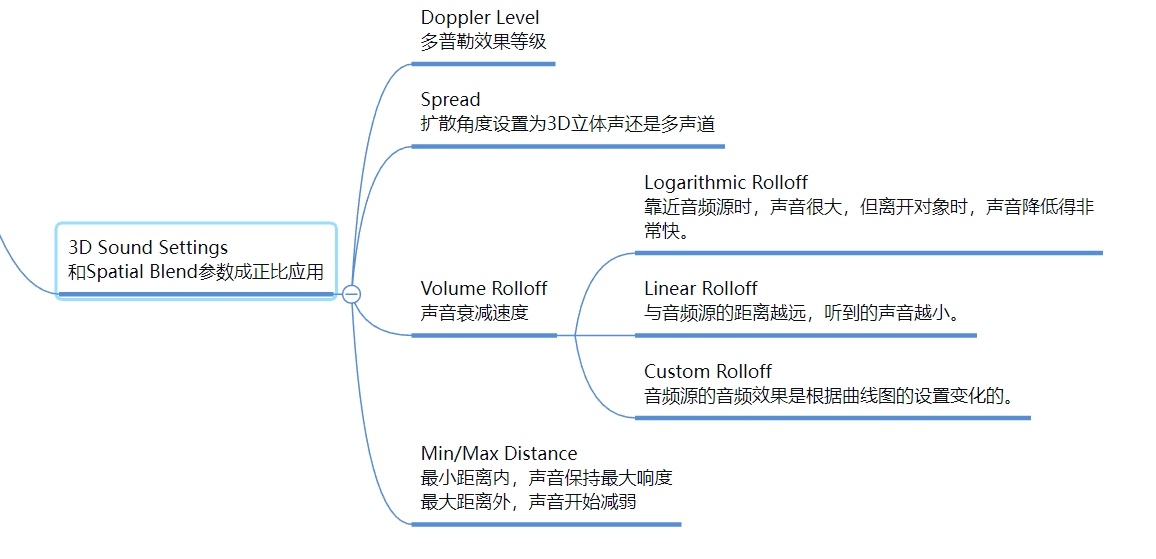 Doppler Level
多普勒效果等级
Spread
扩散角度设置为3D立体声还是多声道
Logarithmic Rolloff
靠近音频源时，声音很大，但离开对象时，声音降低得非
常快。
3D Sound Settings
和Spatial Blend参数成正比应用
Volume Rolloff
声音衰减速度
Linear Rolloff
与音频源的距离越远，听到的声音越小。
Custom Rolloff
音频源的音频效果是根据曲线图的设置变化的。
Min/Max Distance
最小距离内，声音保持最大响度
最大距离外，声音开始减弱